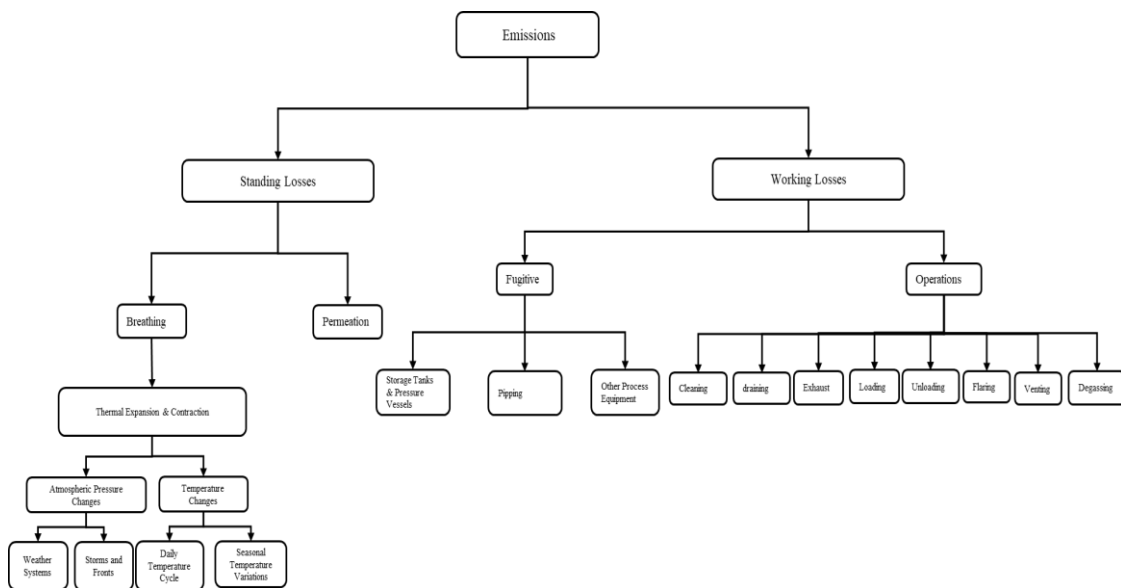 Emissions
Standing Losses
Working Losses
Fugitive
Operations
Breathing
Permeation
Storage Tanks
& Pressure
Vessels
Pipping
Other Process
Equipment
Cleaning
draining
Exhaust
Loading
Unloading
Flaring
Venting
Degassing
Thermal Expansion & Contraction
Atmospheric Pressure
Changes
Temperature
Changes
Weather
Systems
Storms and
Fronts
Daily
Temperature
Cycle
Seasonal
Temperature
Variations